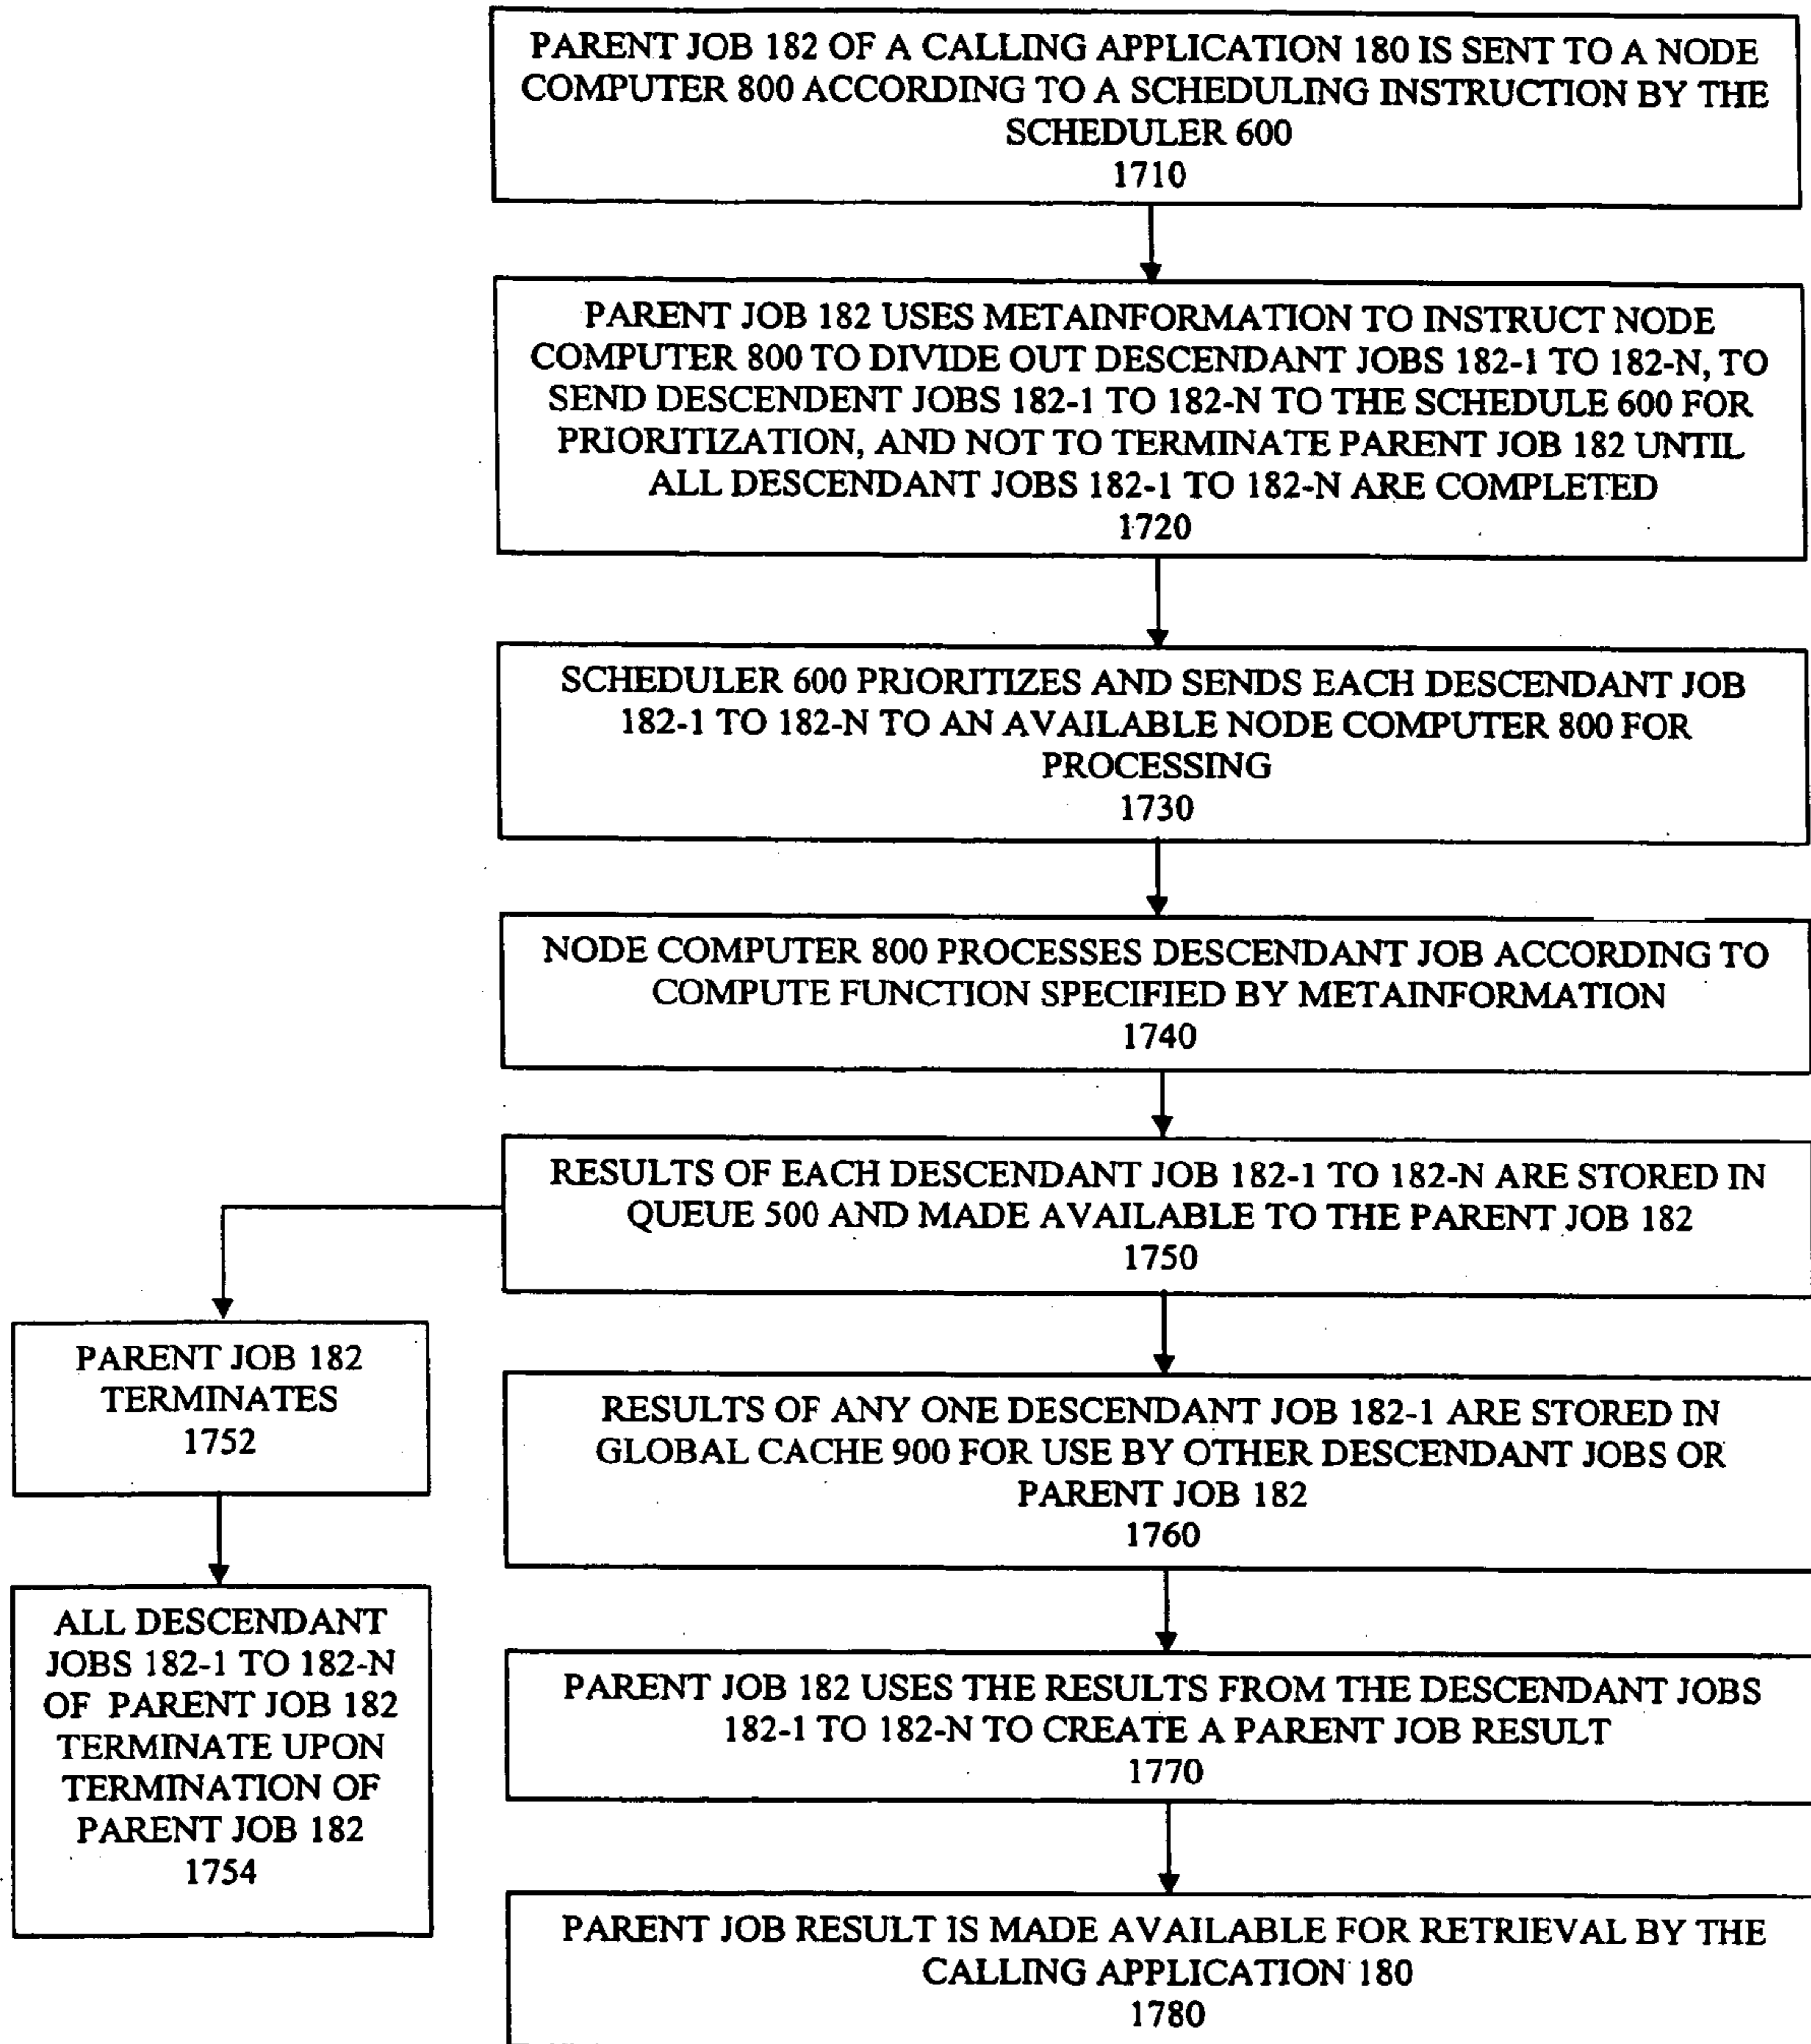 PARENT JOB 182 OF A CALLING APPLICATION 180 IS SENT TO A NODE
COMPUTER 800 ACCORDING TO A SCHEDULING INSTRUCTION BY THE
SCHEDULER 600
1710
PARENT JOB 182 USES METAINFORMATION TO INSTRUCT NODE
COMPUTER 800 TO DIVIDE OUT DESCENDANT JOBS 182-1 TO 182-N, TO
SEND DESCENDENT JOBS 182-1 TO 182-N TO THE SCHEDULE 600 FOR
PRIORITIZATION, AND NOT TO TERMINATE PARENT JOB 182 UNTIL
ALL DESCENDANT JOBS 182-1 TO 182-N ARE COMPLETED
1720
SCHEDULER 600 PRIORITIZES AND SENDS EACH DESCENDANT JOB
182-1 TO 182-N TO AN AVAILABLE NODE COMPUTER 800 FOR
PROCESSING
1730
NODE COMPUTER 800 PROCESSES DESCENDANT JOB ACCORDING TO
COMPUTE FUNCTION SPECIFIED BY METAINFORMATION
1740
RESULTS OF EACH DESCENDANT JOB 182-1 TO 182-N ARE STORED IN
QUEUE 500 AND MADE AVAILABLE TO THE PARENT JOB 182
1750
PARENT JOB 182
TERMINATES
1752
ALL DESCENDANT
JOBS 182-1 TO 182-N
OF PARENT JOB 182
TERMINATE UPON
TERMINATION OF
PARENT JOB 182
1754
RESULTS OF ANY ONE DESCENDANT JOB 182-1 ARE STORED IN
GLOBAL CACHE 900 FOR USE BY OTHER DESCENDANT JOBS OR
PARENT JOB 182
1760
PARENT JOB 182 USES THE RESULTS FROM THE DESCENDANT JOBS
182-1 TO 182-N TO CREATE A PARENT JOB RESULT
1770
PARENT JOB RESULT IS MADE AVAILABLE FOR RETRIEVAL BY THE
CALLING APPLICATION 180
1780